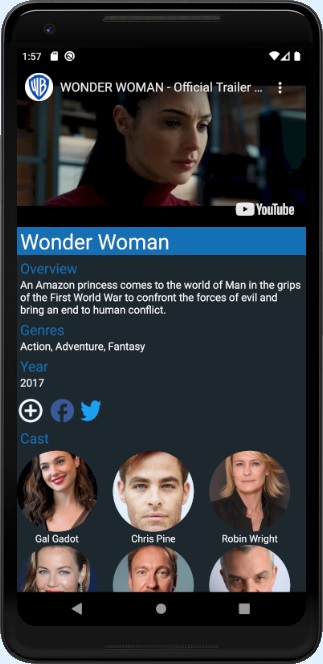 1:57
WB
WONDER WOMAN - Official Trailer ...
YouTube
Wonder Woman
Overview
An Amazon princess comes to the world of Man in the grips
of the First World War to confront the forces of evil and
bring an end to human conflict.
Genres
Action, Adventure, Fantasy
Year
2017
Cast
Gal Gadot
Chris Pine
Robin Wright